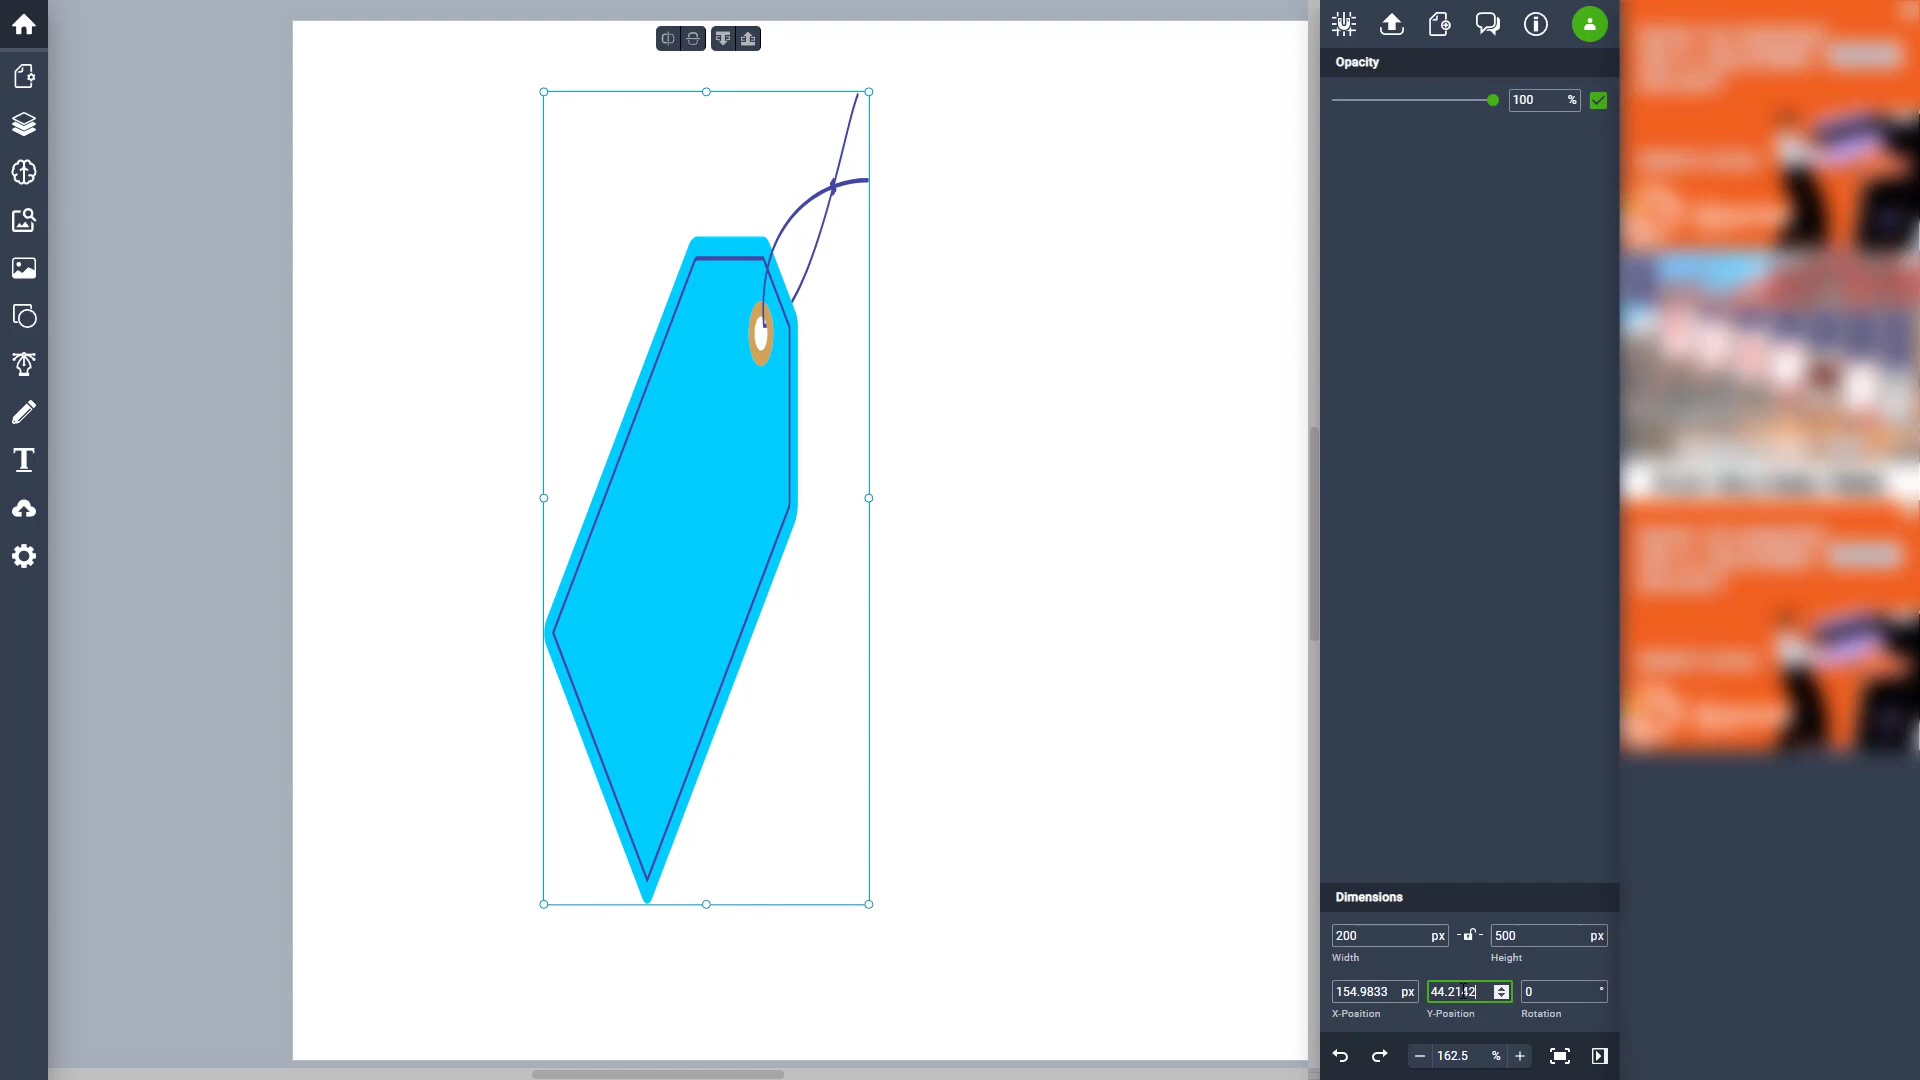 Opacity
100 %
Dimensions
200 px
500 px
Width
Height
154.9833 px
44.2142
0 °
X-Position
Y-Position
Rotation
162.5 %